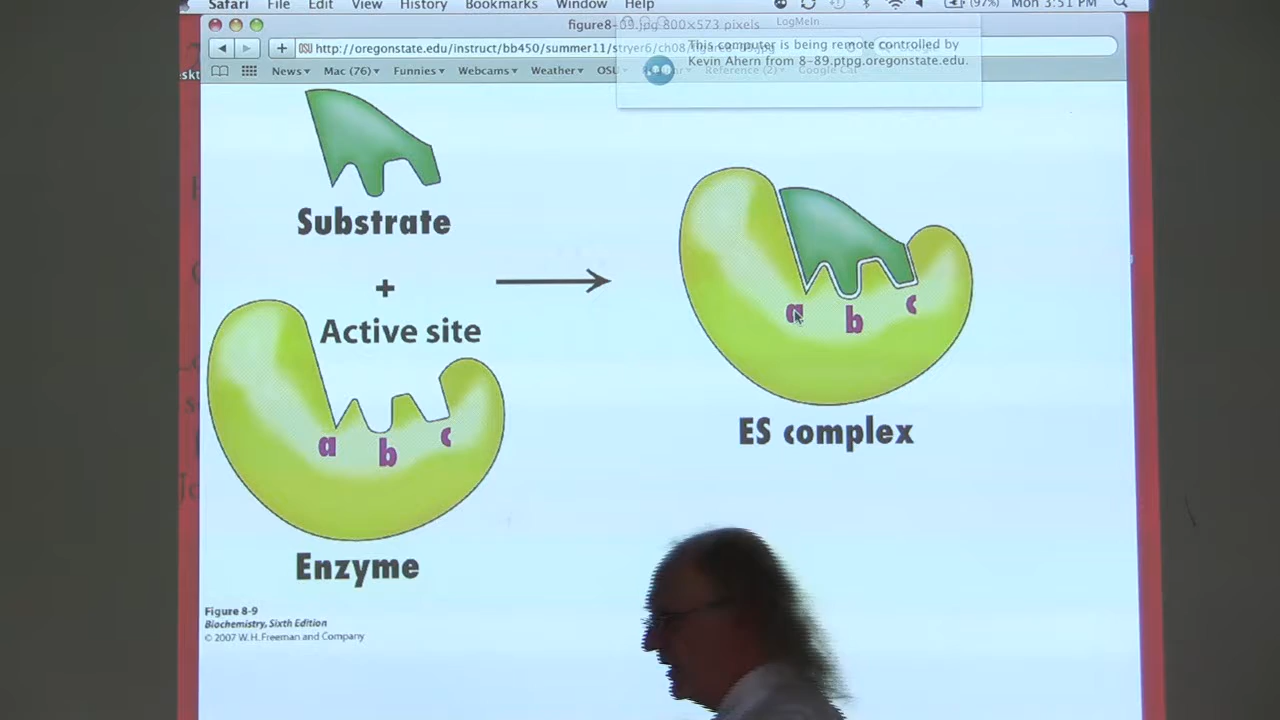 Safari File Edit View History Bookmarks Window Help (97%) Mon 3:51 PM
figure8-09.jpg 800×573 pixels
LogMeIn
http://oregonstate.edu/instruct/bb450/summer11/stryer6/ch08/
This computer is being remote controlled by
Kevin Ahern from 8-89.ptpg.oregonstate.edu.
News Mac (76) Funnies Webcams Weather OSU Reference (2) Google Cal
Substrate
+
Active site
a
b
c
Enzyme
a
b
c
ES complex
Figure 8-9
Biochemistry, Sixth Edition
© 2007 W. H. Freeman and Company